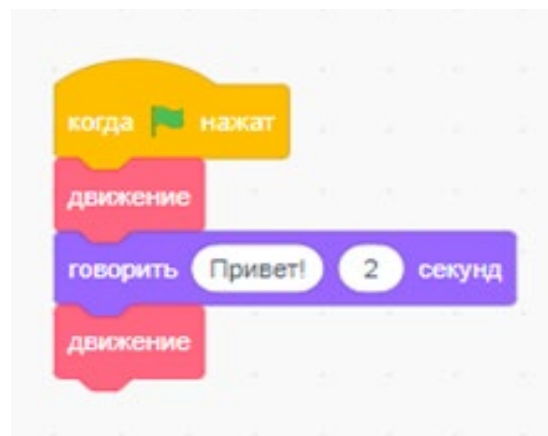 когда нажат
движение
говорить Привет! 2 секунд
движение